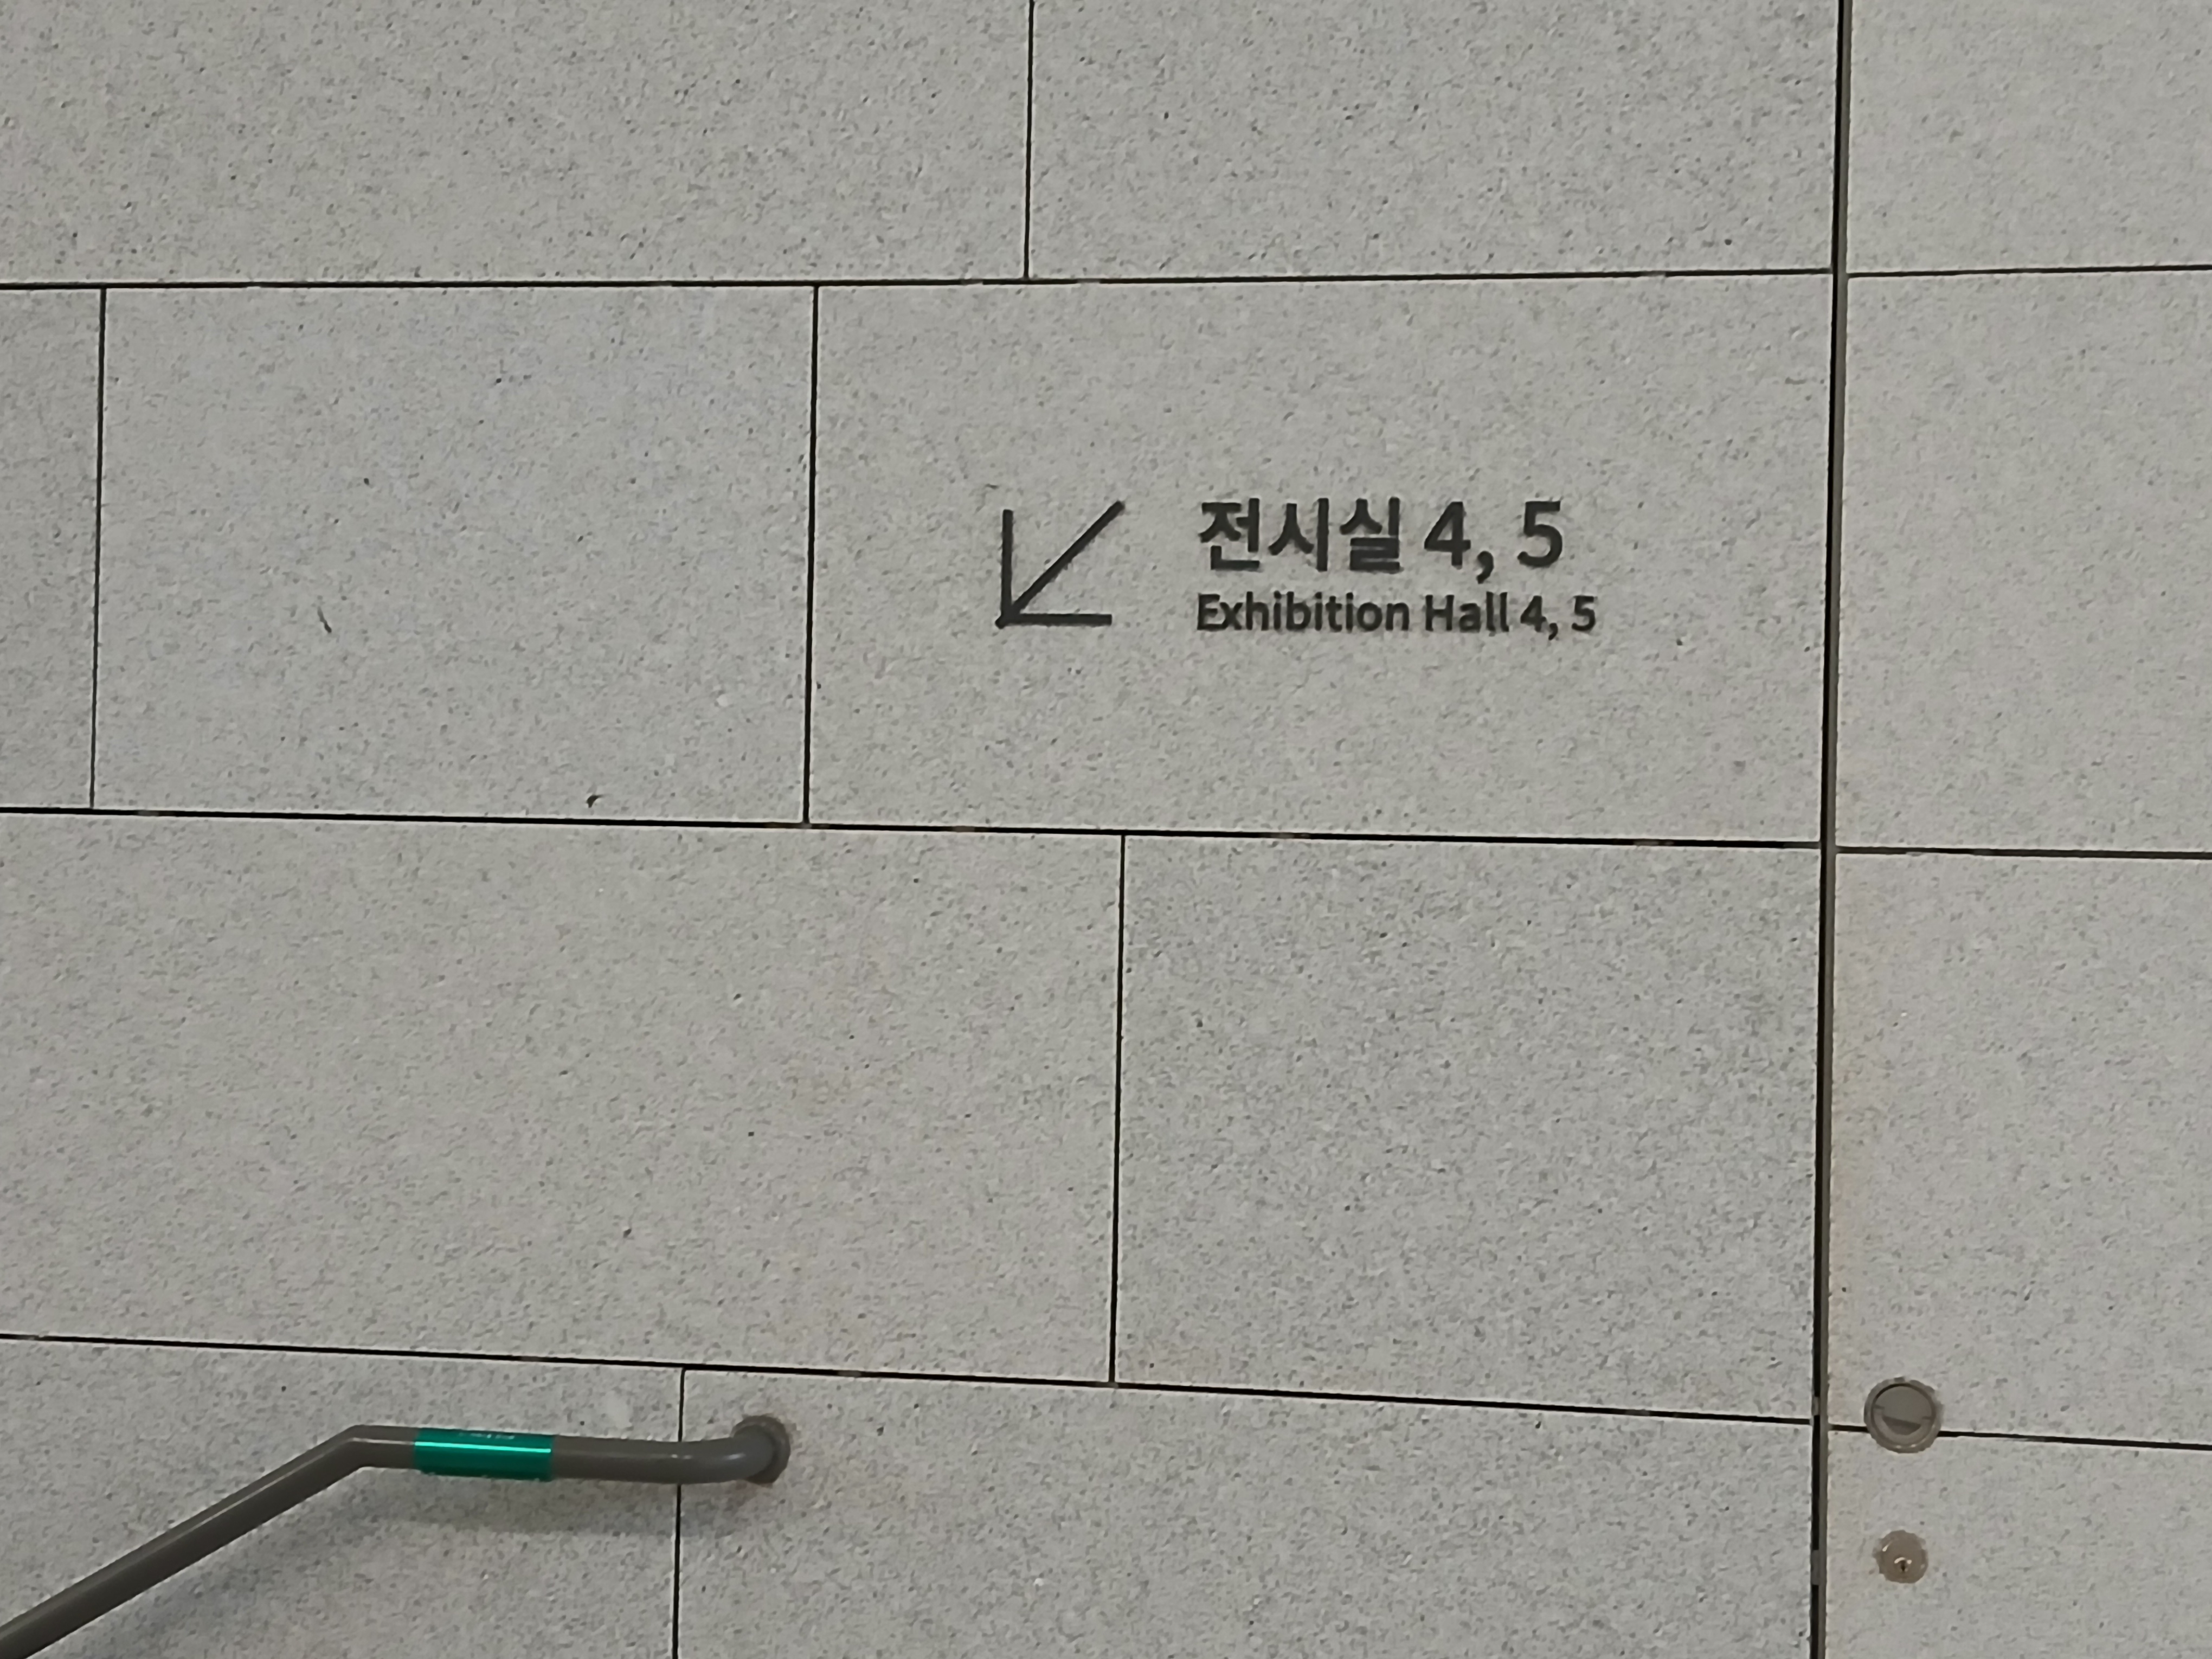 전시실 4, 5
Exhibition Hall 4, 5